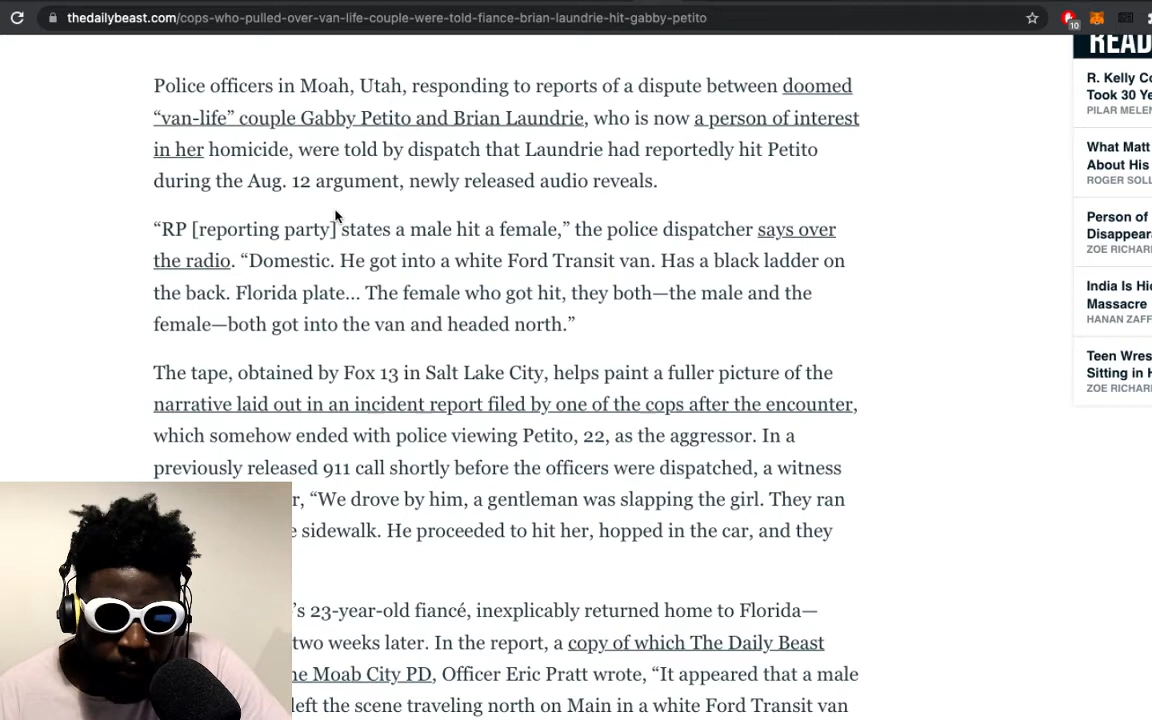 thedailybeast.com/cops-who-pulled-over-van-life-couple-were-told-fiance-brian-laundrie-hit-gabby-petito
10
Police officers in Moah, Utah, responding to reports of a dispute between doomed
“van-life” couple Gabby Petito and Brian Laundrie, who is now a person of interest
in her homicide, were told by dispatch that Laundrie had reportedly hit Petito
during the Aug. 12 argument, newly released audio reveals.
“RP [reporting party] states a male hit a female,” the police dispatcher says over
the radio. “Domestic. He got into a white Ford Transit van. Has a black ladder on
the back. Florida plate... The female who got hit, they both—the male and the
female—both got into the van and headed north.”
The tape, obtained by Fox 13 in Salt Lake City, helps paint a fuller picture of the
narrative laid out in an incident report filed by one of the cops after the encounter,
which somehow ended with police viewing Petito, 22, as the aggressor. In a
previously released 911 call shortly before the officers were dispatched, a witness
r, “We drove by him, a gentleman was slapping the girl. They ran
e sidewalk. He proceeded to hit her, hopped in the car, and they
’s 23-year-old fiancé, inexplicably returned home to Florida—
two weeks later. In the report, a copy of which The Daily Beast
he Moab City PD, Officer Eric Pratt wrote, “It appeared that a male
left the scene traveling north on Main in a white Ford Transit van
READ
R. Kelly Co
Took 30 Ye
PILAR MELEN
What Matt
About His
ROGER SOLL
Person of
Disappear
ZOE RICHAR
India Is Hi
Massacre
HANAN ZAFF
Teen Wres
Sitting in H
ZOE RICHAR